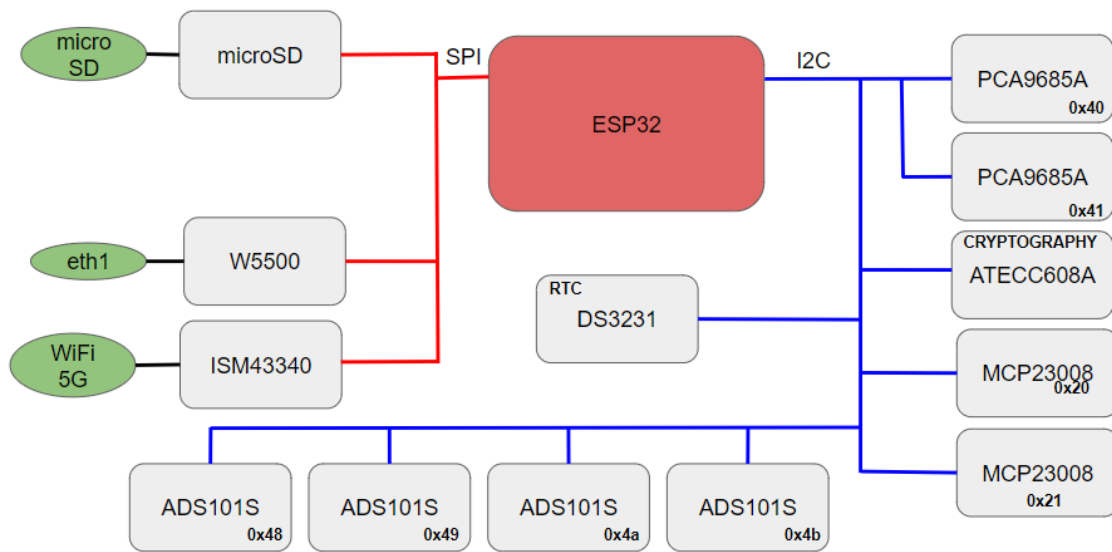 micro
SD
microSD
SPI
ESP32
I2C
PCA9685A
0x40
PCA9685A
0x41
eth1
W5500
RTC
DS3231
CRYPTOGRAPHY
ATECC608A
WiFi
5G
ISM43340
MCP23008
0x20
MCP23008
0x21
ADS101S
0x48
ADS101S
0x49
ADS101S
0x4a
ADS101S
0x4b